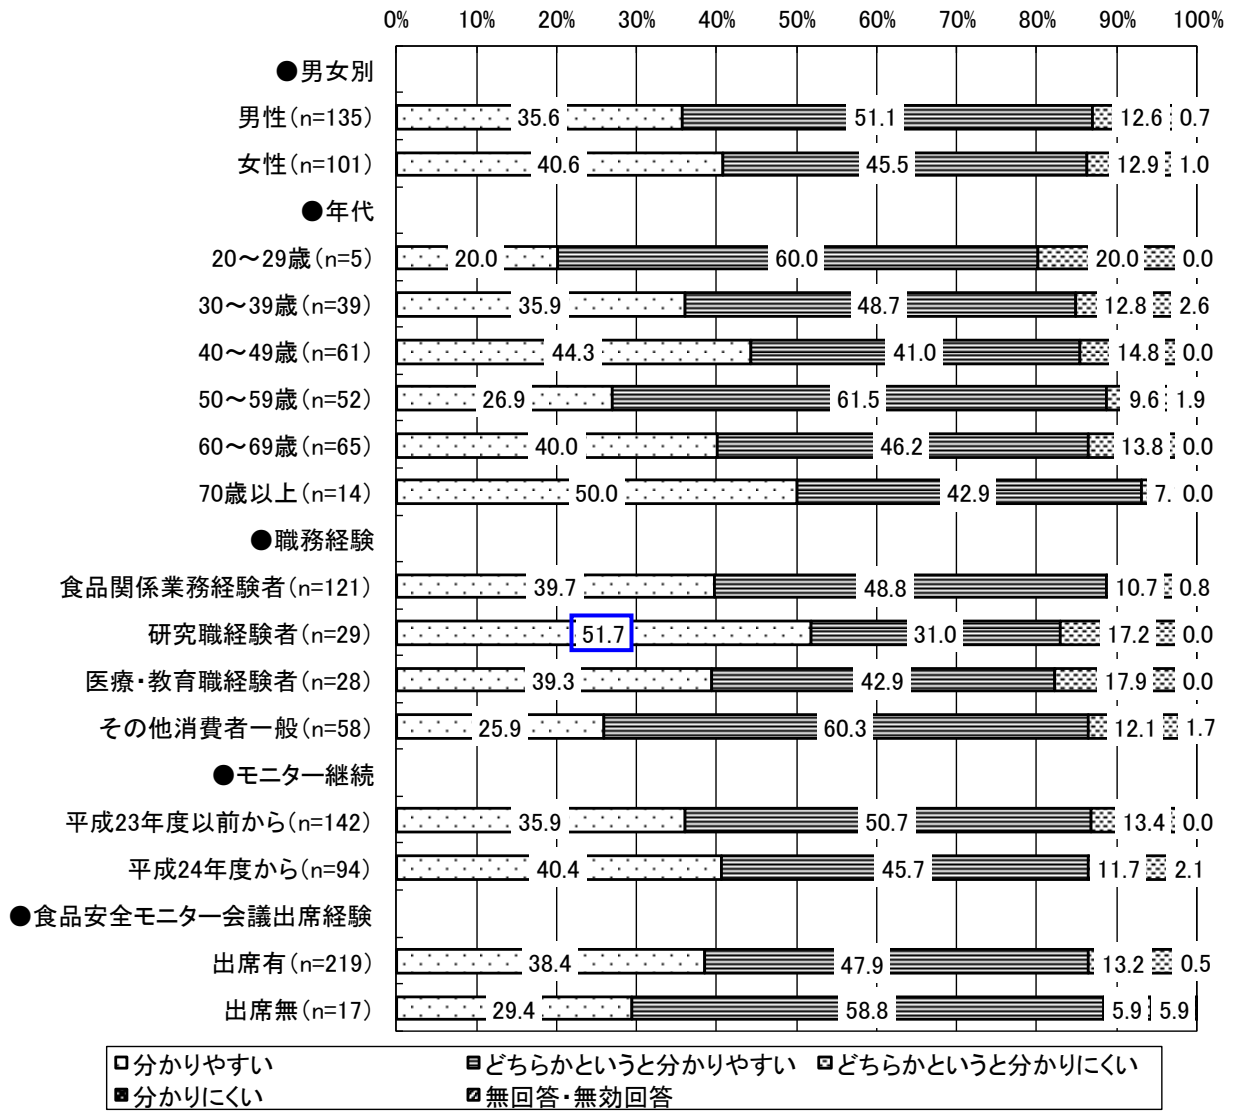 0% 10% 20% 30% 40% 50% 60% 70% 80% 90% 100%
●男女別
男性(n=135) 35.6 51.1 12.6 0.7
女性(n=101) 40.6 45.5 12.9 1.0
●年代
20～29歳(n=5) 20.0 60.0 20.0 0.0
30～39歳(n=39) 35.9 48.7 12.8 2.6
40～49歳(n=61) 44.3 41.0 14.8 0.0
50～59歳(n=52) 26.9 61.5 9.6 1.9
60～69歳(n=65) 40.0 46.2 13.8 0.0
70歳以上(n=14) 50.0 42.9 7. 0.0
●職務経験
食品関係業務経験者(n=121) 39.7 48.8 10.7 0.8
研究職経験者(n=29) 51.7 31.0 17.2 0.0
医療・教育職経験者(n=28) 39.3 42.9 17.9 0.0
その他消費者一般(n=58) 25.9 60.3 12.1 1.7
●モニター継続
平成23年度以前から(n=142) 35.9 50.7 13.4 0.0
平成24年度から(n=94) 40.4 45.7 11.7 2.1
●食品安全モニター会議出席経験
出席有(n=219) 38.4 47.9 13.2 0.5
出席無(n=17) 29.4 58.8 5.9 5.9
分かりやすい どちらかというと分かりやすい どちらかというと分かりにくい
分かりにくい 無回答・無効回答